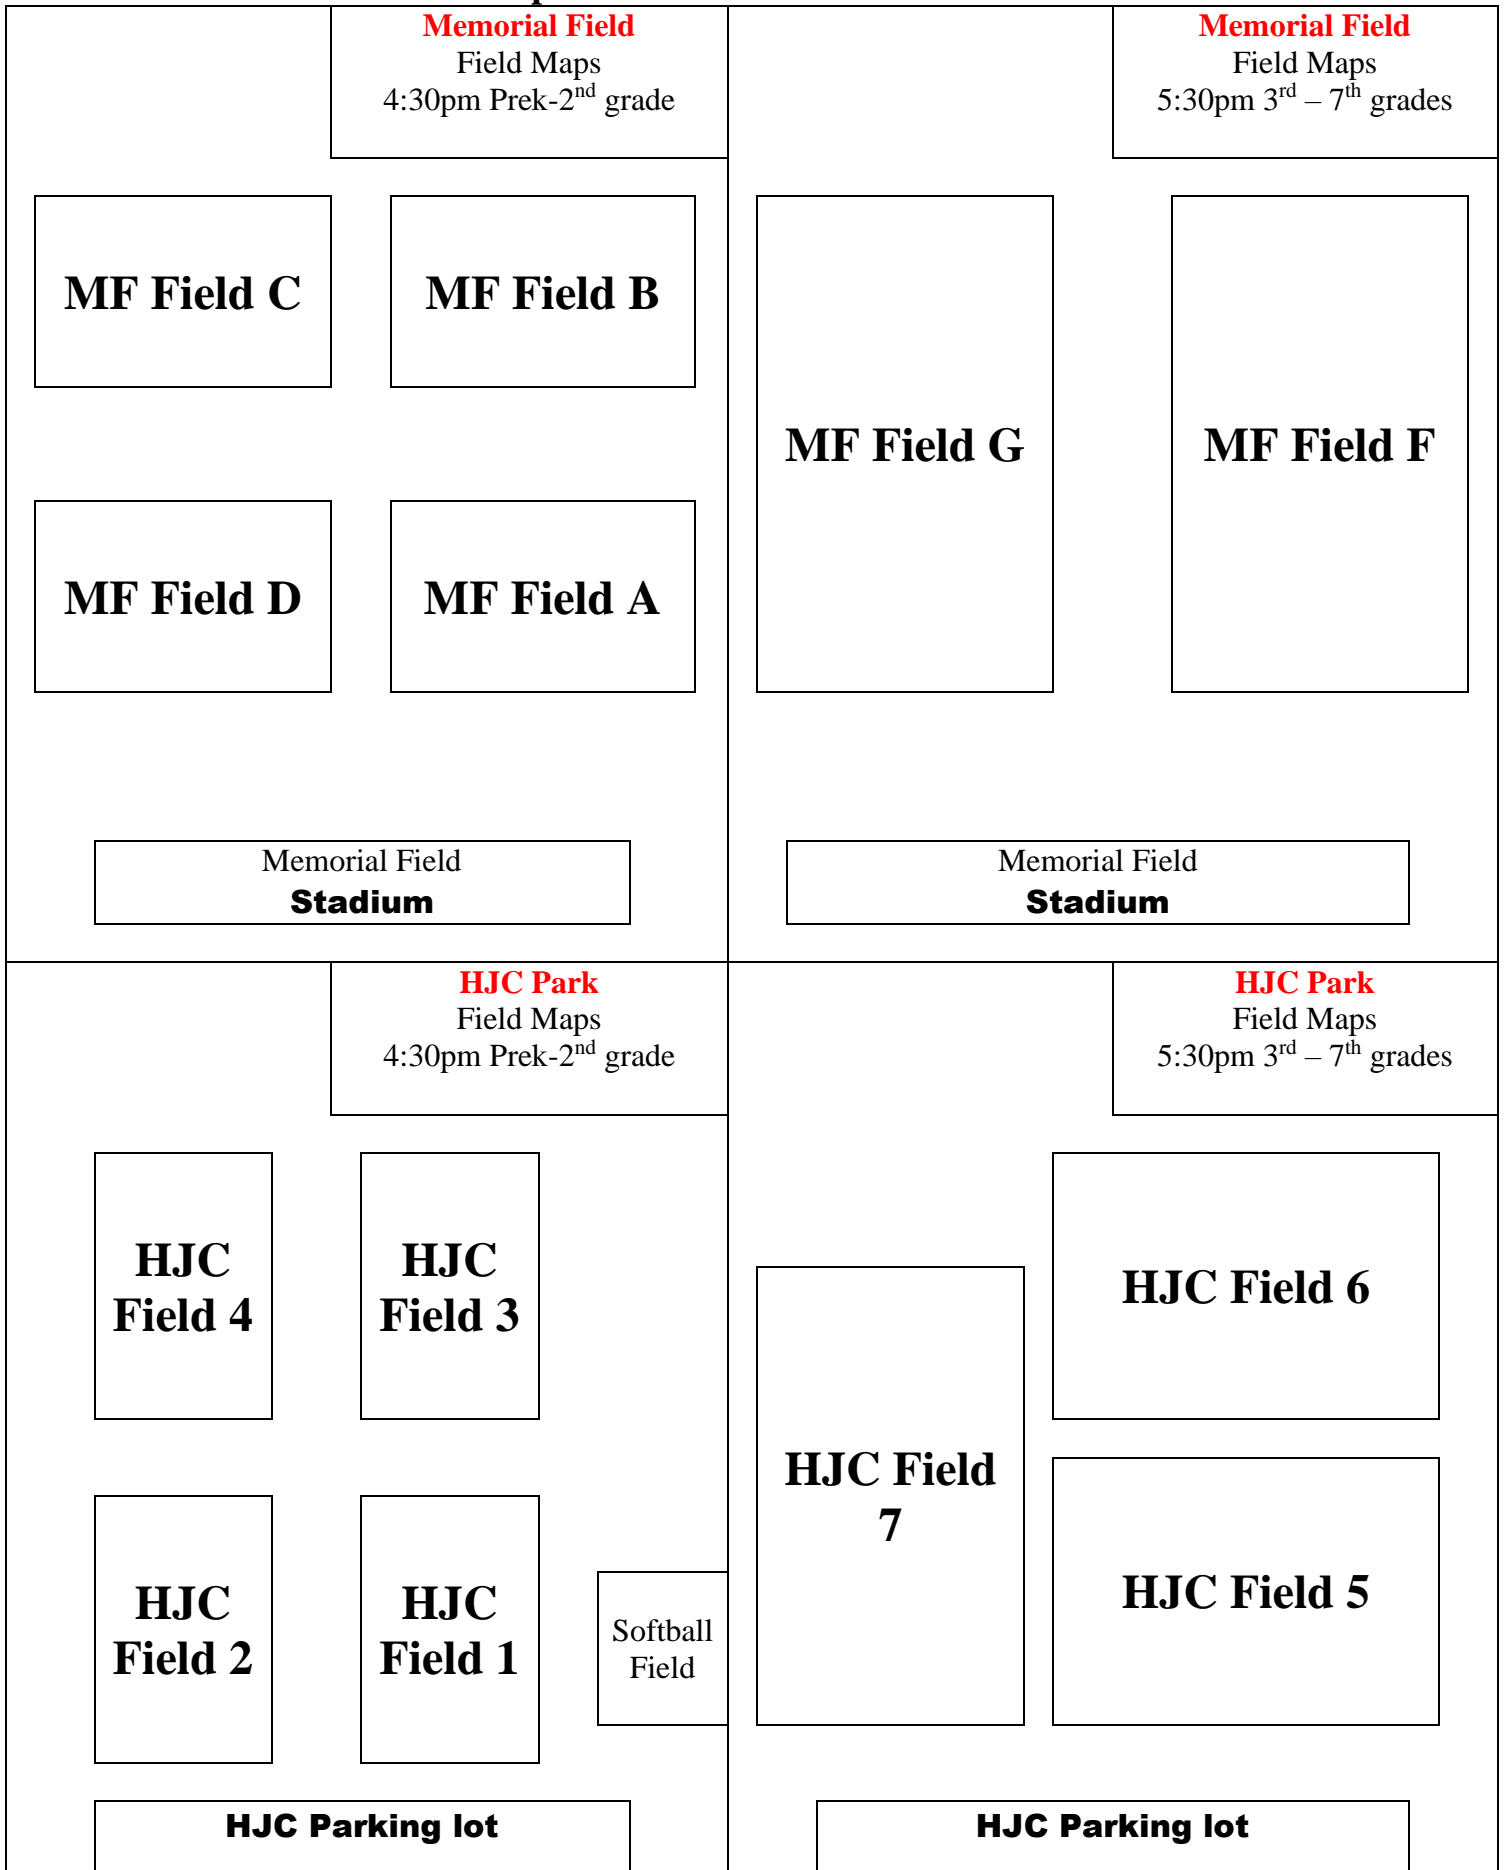 Memorial Field
Field Maps
4:30pm Prek-2nd grade
MF Field C
MF Field B
MF Field D
MF Field A
Memorial Field
Stadium
Memorial Field
Field Maps
5:30pm 3rd – 7th grades
MF Field G
MF Field F
Memorial Field
Stadium
HJC Park
Field Maps
4:30pm Prek-2nd grade
HJC
Field 4
HJC
Field 3
HJC
Field 2
HJC
Field 1
Softball
Field
HJC Parking lot
HJC Park
Field Maps
5:30pm 3rd – 7th grades
HJC Field 6
HJC Field
7
HJC Field 5
HJC Parking lot